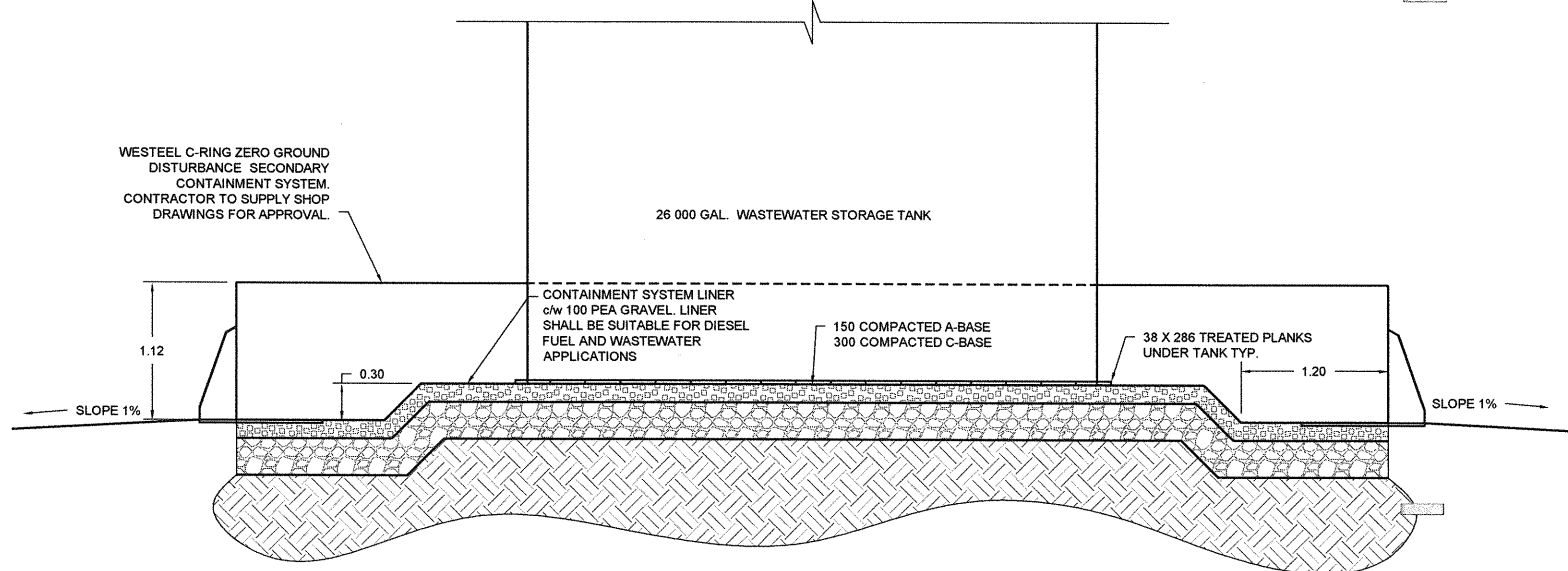 WESTEEL C-RING ZERO GROUND
DISTURBANCE SECONDARY
CONTAINMENT SYSTEM.
CONTRACTOR TO SUPPLY SHOP
DRAWINGS FOR APPROVAL.
26 000 GAL. WASTEWATER STORAGE TANK
CONTAINMENT SYSTEM LINER
c/w 100 PEA GRAVEL. LINER
SHALL BE SUITABLE FOR DIESEL
FUEL AND WASTEWATER
APPLICATIONS
150 COMPACTED A-BASE
300 COMPACTED C-BASE
38 X 286 TREATED PLANKS
UNDER TANK TYP.
1.12
0.30
1.20
SLOPE 1%
SLOPE 1%